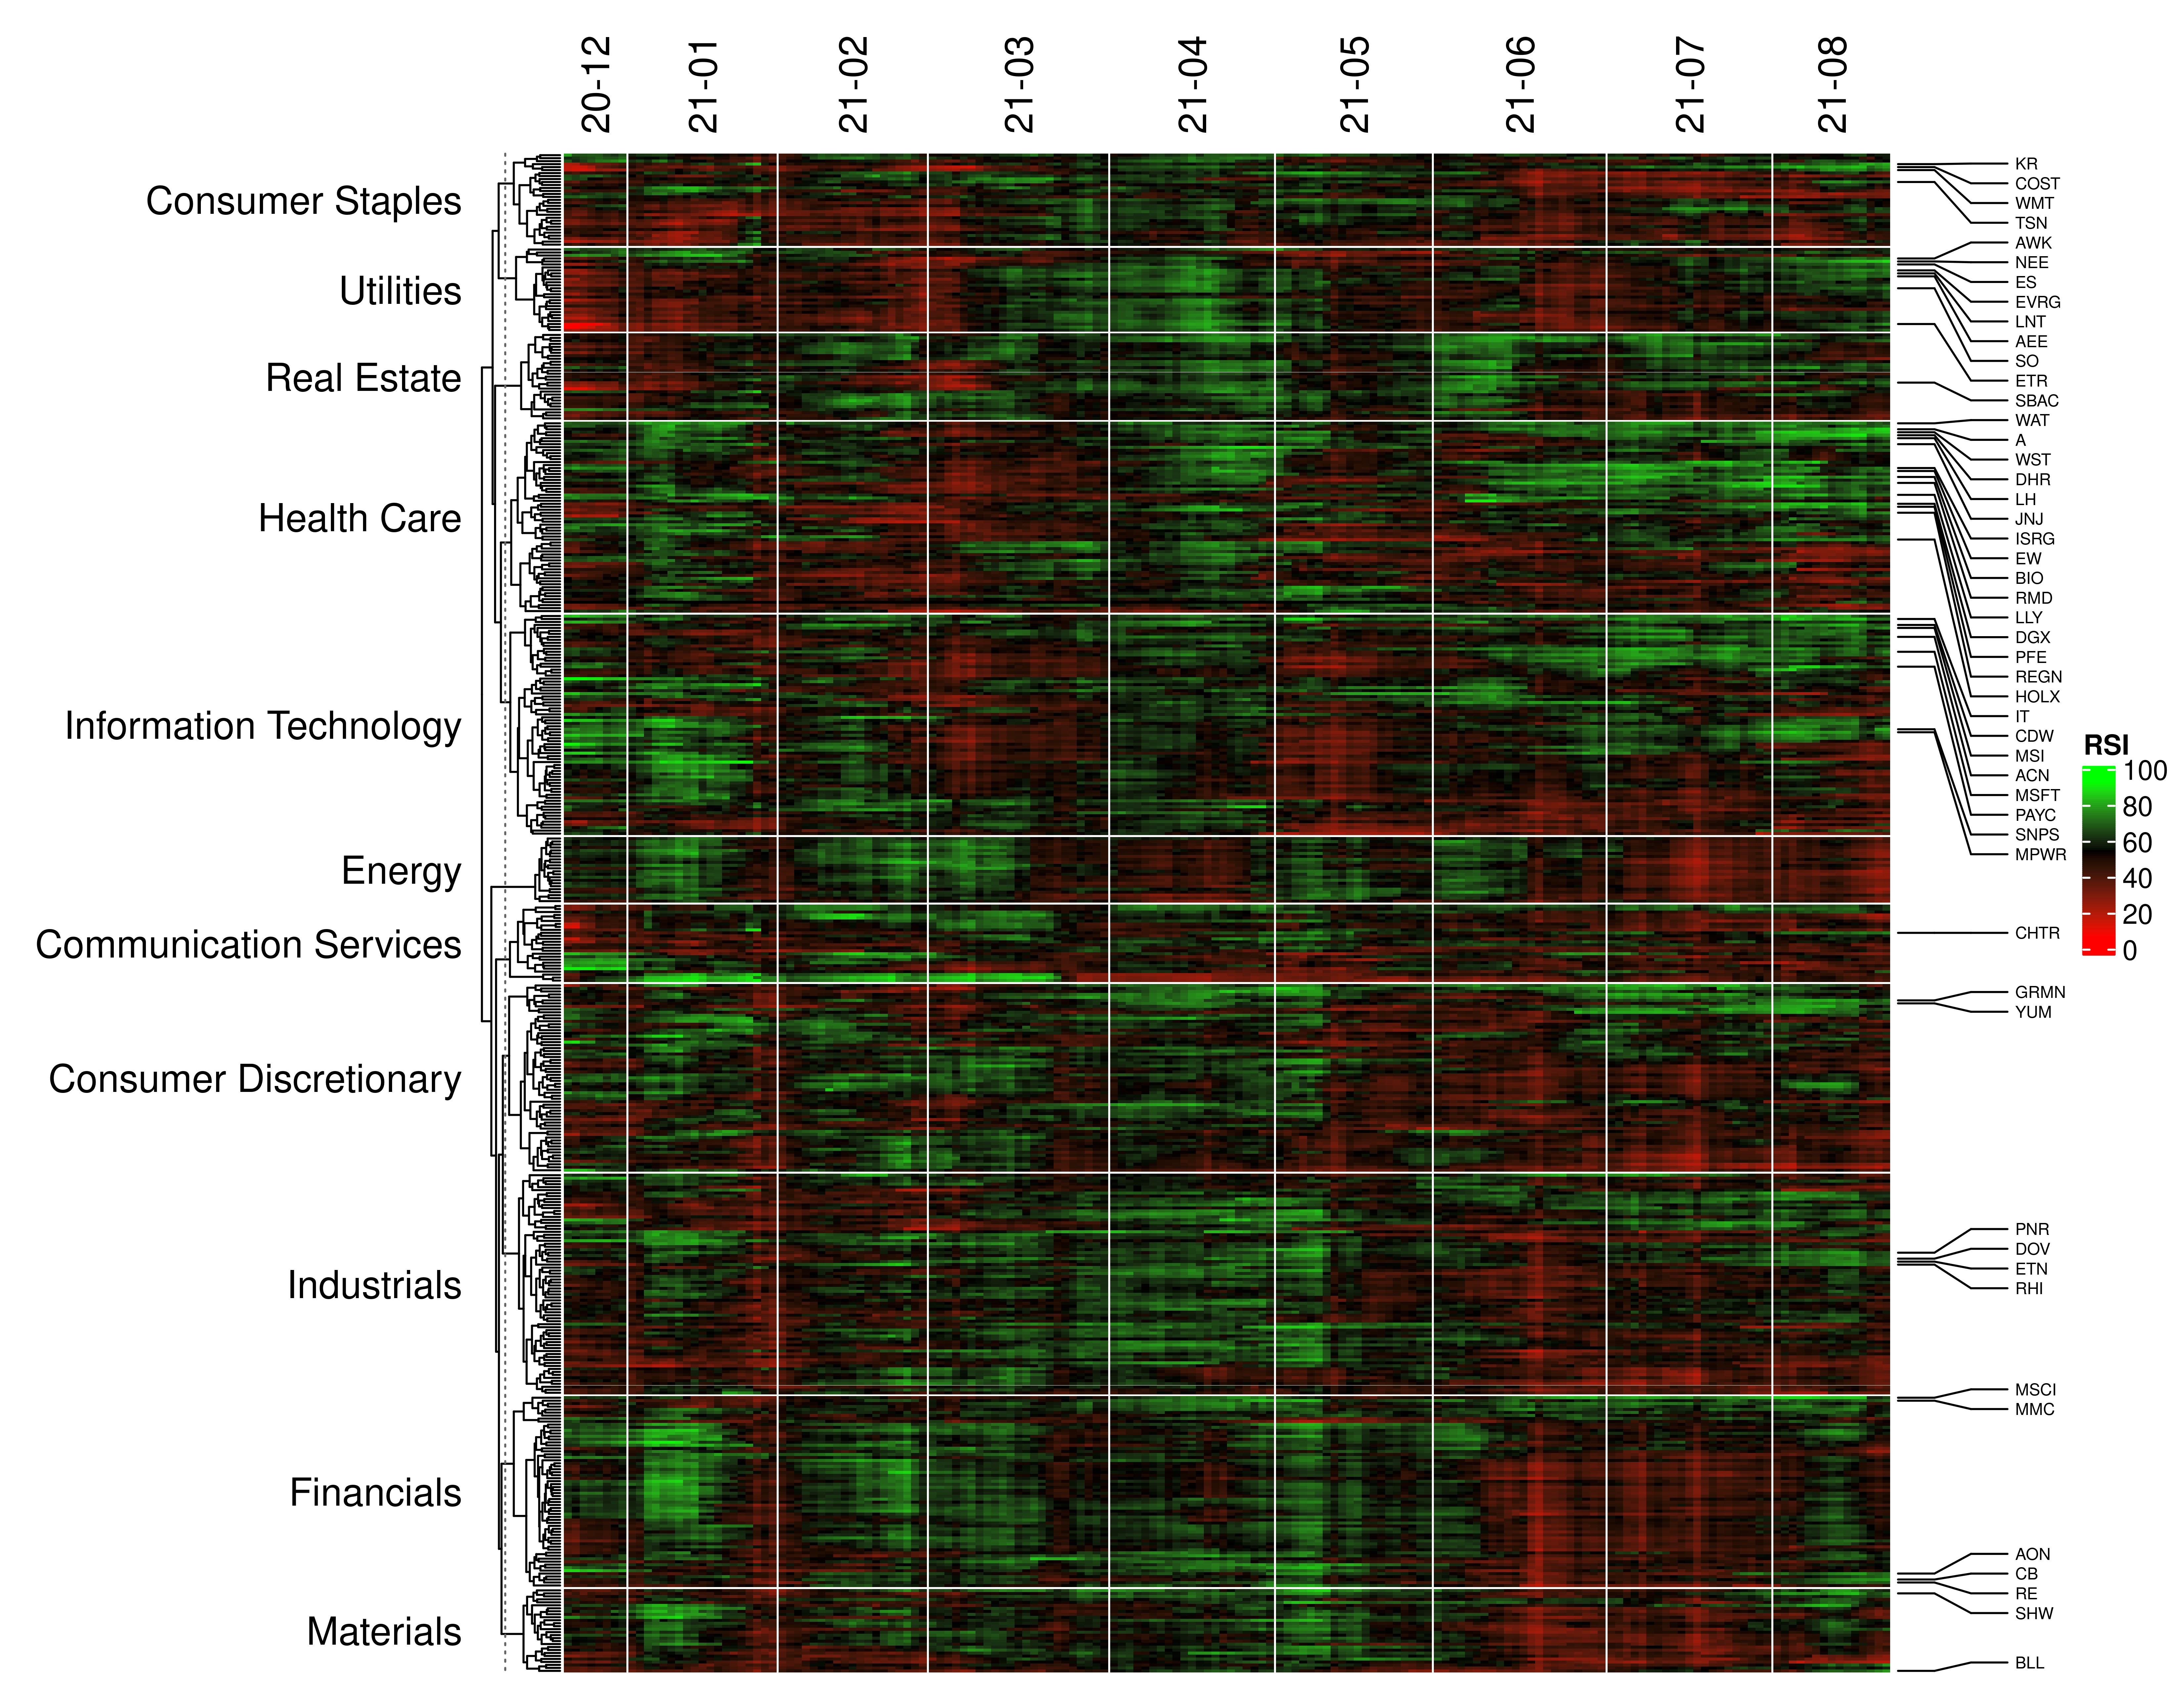 20-12
21-01
21-02
21-03
21-04
21-05
21-06
21-07
21-08
Consumer Staples
Utilities
Real Estate
Health Care
Information Technology
Energy
Communication Services
Consumer Discretionary
Industrials
Financials
Materials
KR
COST
WMT
TSN
AWK
NEE
ES
EVRG
LNT
AEE
SO
ETR
SBAC
WAT
A
WST
DHR
LH
JNJ
ISRG
EW
BIO
RMD
LLY
DGX
PFE
REGN
HOLX
IT
CDW
MSI
ACN
MSFT
PAYC
SNPS
MPWR
CHTR
GRMN
YUM
PNR
DOV
ETN
RHI
MSCI
MMC
AON
CB
RE
SHW
BLL
RSI
100
80
60
40
20
0